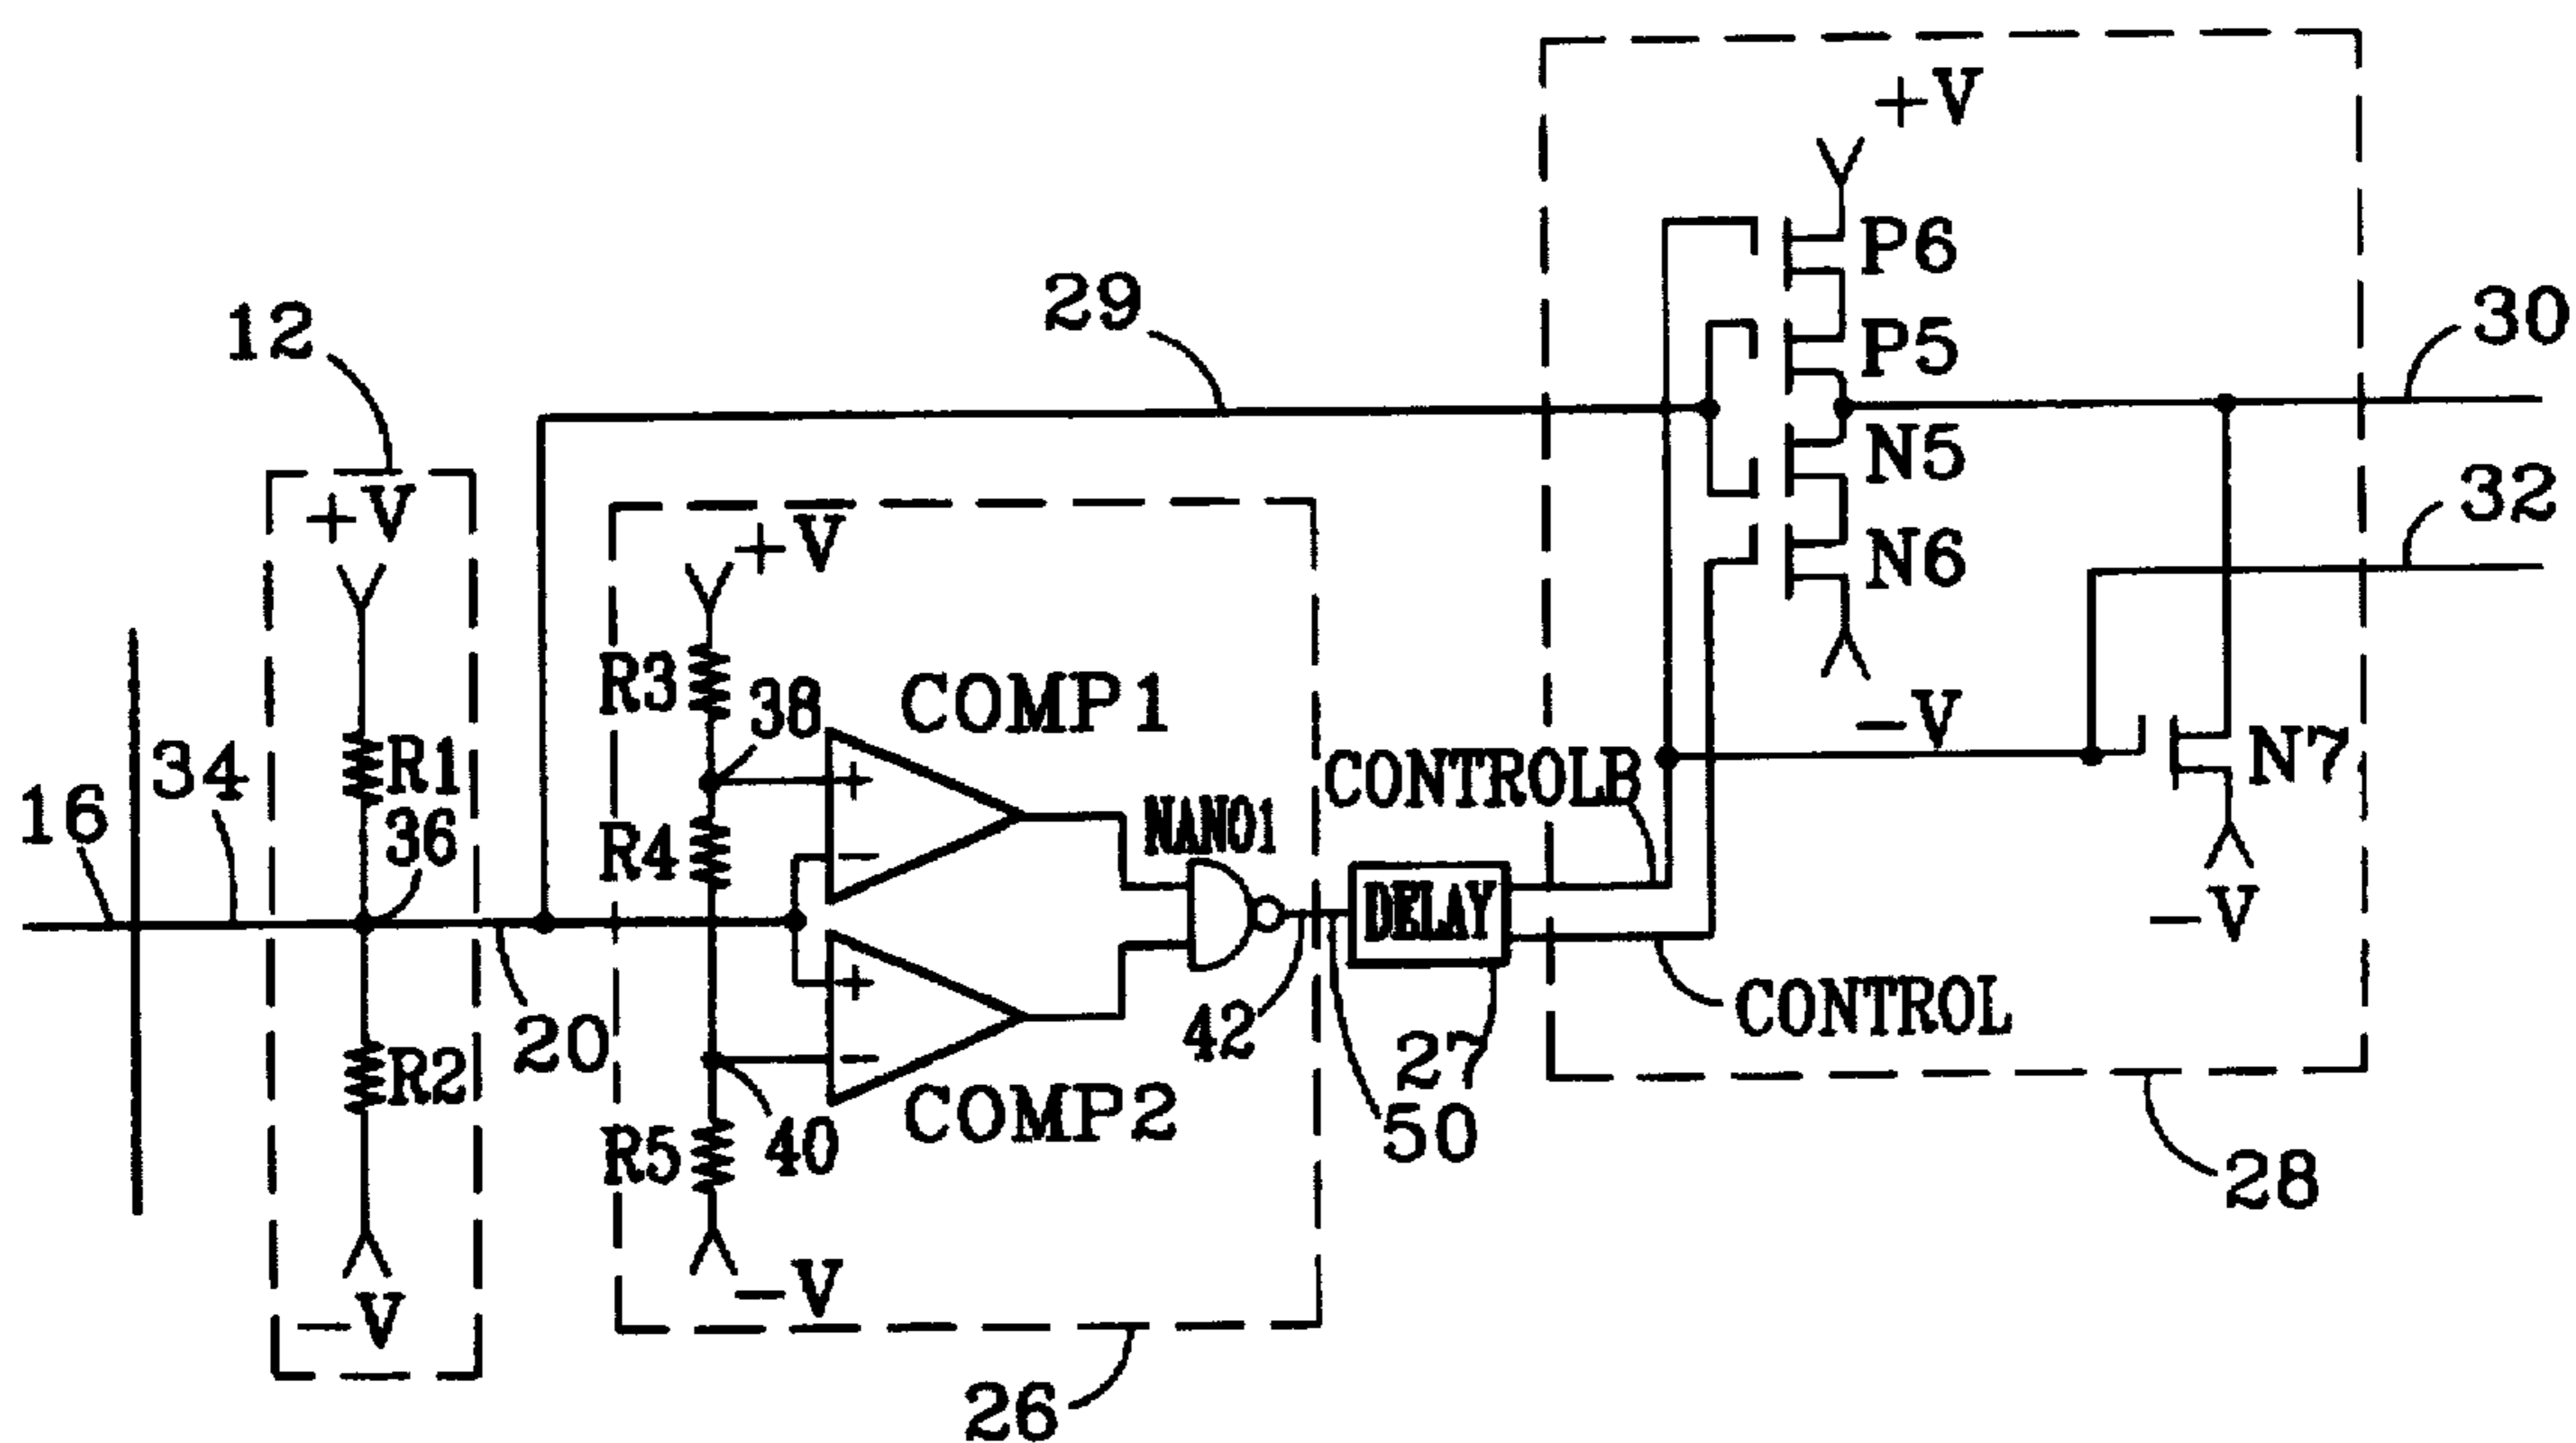 +V
P6
29
30
12
P5
+V
N5
32
+V
N6
R3
COMP1
38
-V
34
R1
CONTROLB
N7
16
36
R4
NANO1
DELAY
-V
20
42
CONTROL
R2
27
COMP2
50
R5
40
28
-V
-V
26